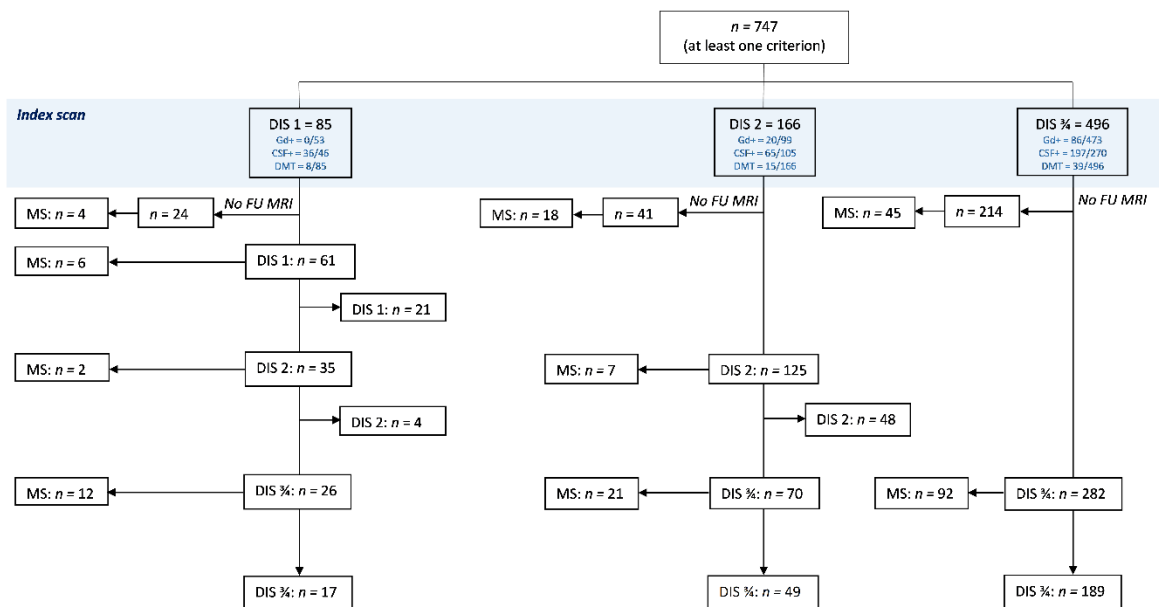 n = 747
(at least one criterion)
Index scan
DIS 1 = 85
Gd+ = 0/53
CSF+ = 36/46
DMT = 8/85
DIS 2 = 166
Gd+ = 20/99
CSF+ = 65/105
DMT = 15/166
DIS ¾ = 496
Gd+ = 86/473
CSF+ = 197/270
DMT = 39/496
MS: n = 4
n = 24
No FU MRI
MS: n = 18
n = 41
No FU MRI
MS: n = 45
n = 214
No FU MRI
MS: n = 6
DIS 1: n = 61
DIS 1: n = 21
MS: n = 2
DIS 2: n = 35
MS: n = 7
DIS 2: n = 125
DIS 2: n = 4
DIS 2: n = 48
MS: n = 12
DIS ¾: n = 26
MS: n = 21
DIS ¾: n = 70
MS: n = 92
DIS ¾: n = 282
DIS ¾: n = 17
DIS ¾: n = 49
DIS ¾: n = 189